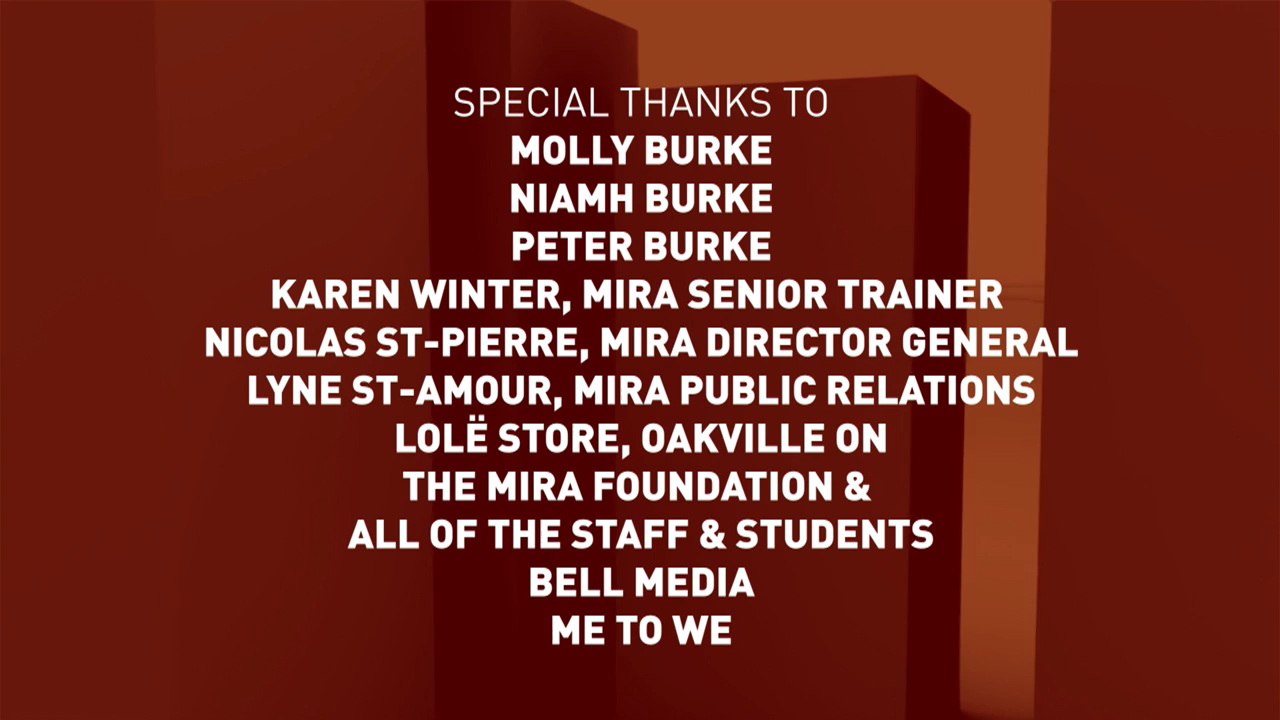 SPECIAL THANKS TO
MOLLY BURKE
NIAMH BURKE
PETER BURKE
KAREN WINTER, MIRA SENIOR TRAINER
NICOLAS ST-PIERRE, MIRA DIRECTOR GENERAL
LYNE ST-AMOUR, MIRA PUBLIC RELATIONS
LOLË STORE, OAKVILLE ON
THE MIRA FOUNDATION &
ALL OF THE STAFF & STUDENTS
BELL MEDIA
ME TO WE